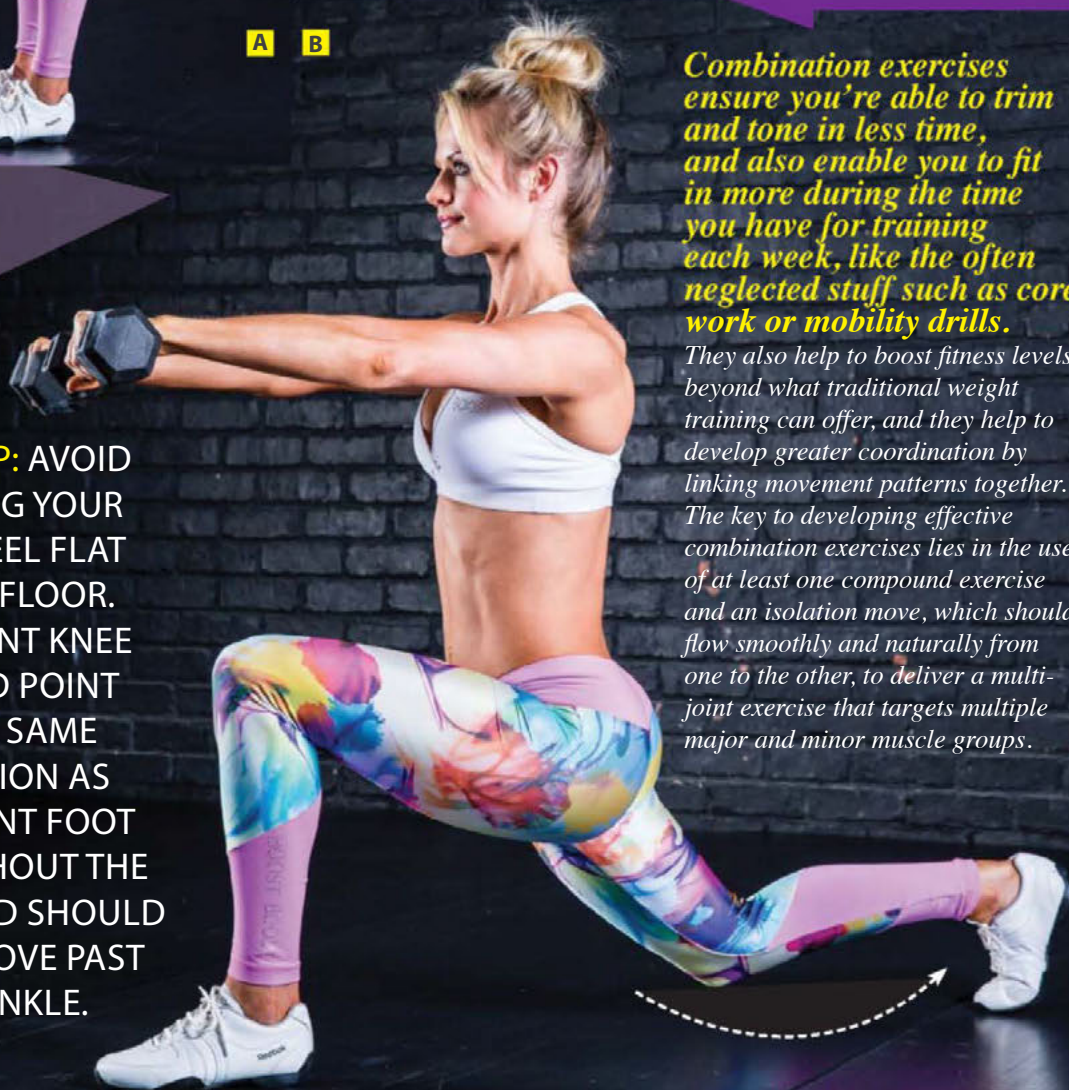 A B
Combination exercises
ensure you're able to trim
and tone in less time,
and also enable you to fit
in more during the time
you have for training
each week, like the often
neglected stuff such as core
work or mobility drills.
They also help to boost fitness levels
beyond what traditional weight
training can offer, and they help to
develop greater coordination by
linking movement patterns together.
The key to developing effective
combination exercises lies in the use
of at least one compound exercise
and an isolation move, which should
flow smoothly and naturally from
one to the other, to deliver a multi-
joint exercise that targets multiple
major and minor muscle groups.
P: AVOID
G YOUR
EEL FLAT
FLOOR.
NT KNEE
D POINT
SAME
ION AS
NT FOOT
HOUT THE
D SHOULD
OVE PAST
NKLE.
Reebok